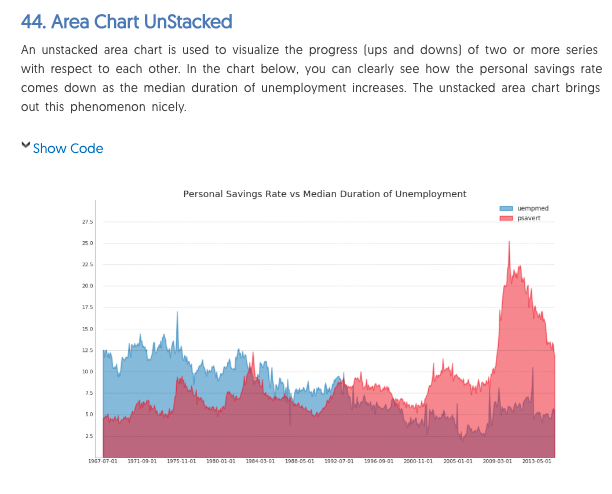 44. Area Chart UnStacked
An unstacked area chart is used to visualize the progress (ups and downs) of two or more series
with respect to each other. In the chart below, you can clearly see how the personal savings rate
comes down as the median duration of unemployment increases. The unstacked area chart brings
out this phenomenon nicely.
Show Code
Personal Savings Rate vs Median Duration of Unemployment
uempmed
psavert
27.5
25.0
22.5
20.0
17.5
15.0
12.5
10.0
7.5
5.0
2.5
1967-07-01 1971-09-01 1975-11-01 1980-01-01 1984-03-01 1988-05-01 1992-07-01 1996-09-01 2000-11-01 2005-01-01 2009-03-01 2013-05-01